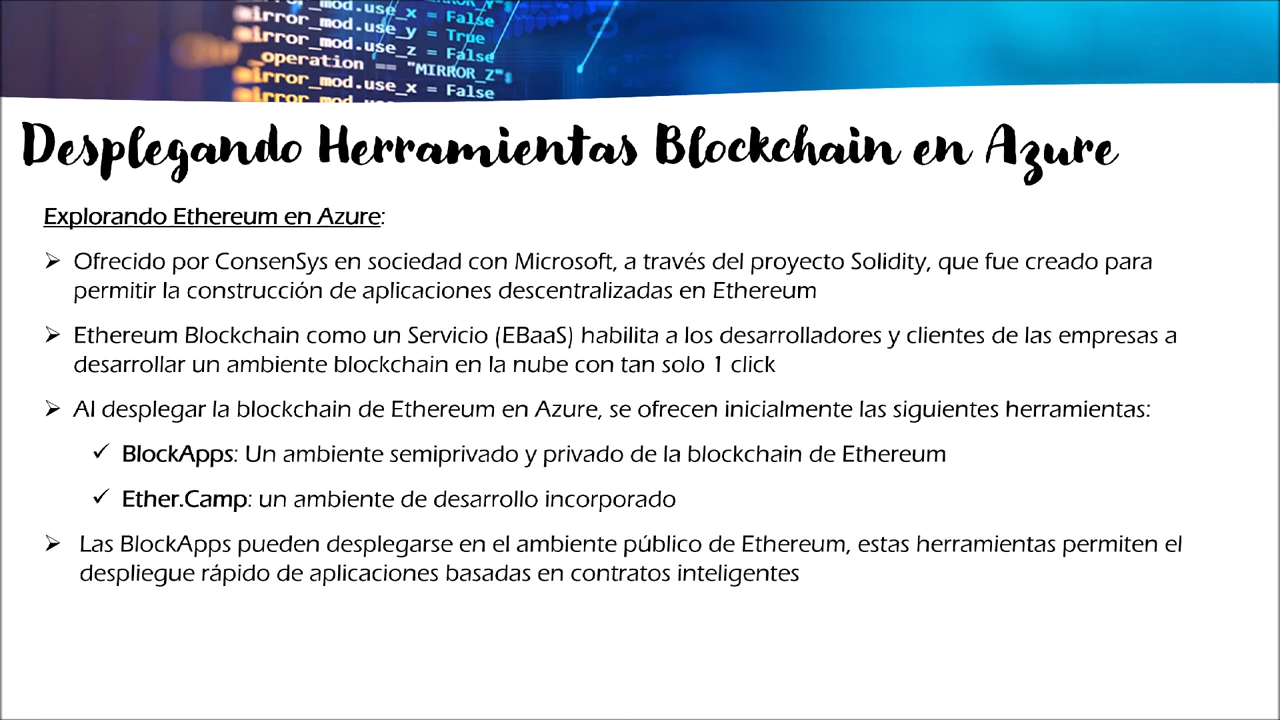 mod.use_x = False
mirror_mod.use_y = True
mirror_mod.use_z = False
_operation == "MIRROR_Z":
mirror_mod.use_x = False
Desplegando Herramientas Blockchain en Azure
Explorando Ethereum en Azure:
➢ Ofrecido por ConsenSys en sociedad con Microsoft, a través del proyecto Solidity, que fue creado para
permitir la construcción de aplicaciones descentralizadas en Ethereum
➢ Ethereum Blockchain como un Servicio (EBaaS) habilita a los desarrolladores y clientes de las empresas a
desarrollar un ambiente blockchain en la nube con tan solo 1 click
➢ Al desplegar la blockchain de Ethereum en Azure, se ofrecen inicialmente las siguientes herramientas:
✓ BlockApps: Un ambiente semiprivado y privado de la blockchain de Ethereum
✓ Ether.Camp: un ambiente de desarrollo incorporado
➢ Las BlockApps pueden desplegarse en el ambiente público de Ethereum, estas herramientas permiten el
despliegue rápido de aplicaciones basadas en contratos inteligentes